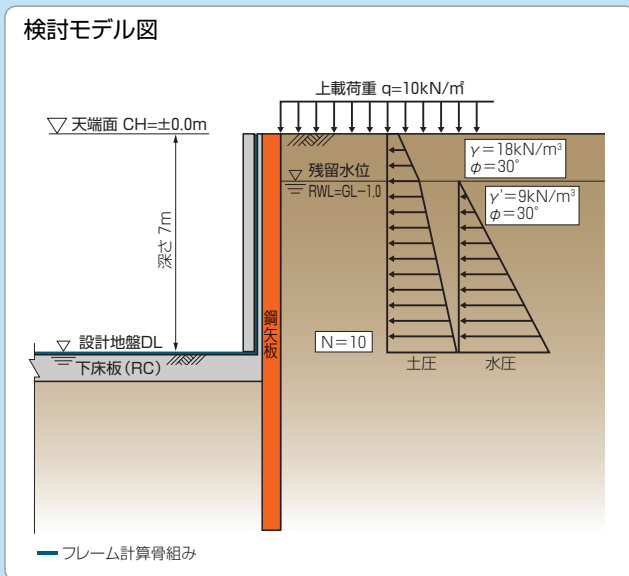 検討モデル図
上載荷重 q=10kN/㎡
天端面 CH=±0.0m
γ=18kN/m³
φ=30°
残留水位
RWL=GL−1.0
γ'=9kN/m³
φ=30°
深さ 7m
鋼矢板
設計地盤DL
N=10
下床板(RC)
土圧
水圧
フレーム計算骨組み